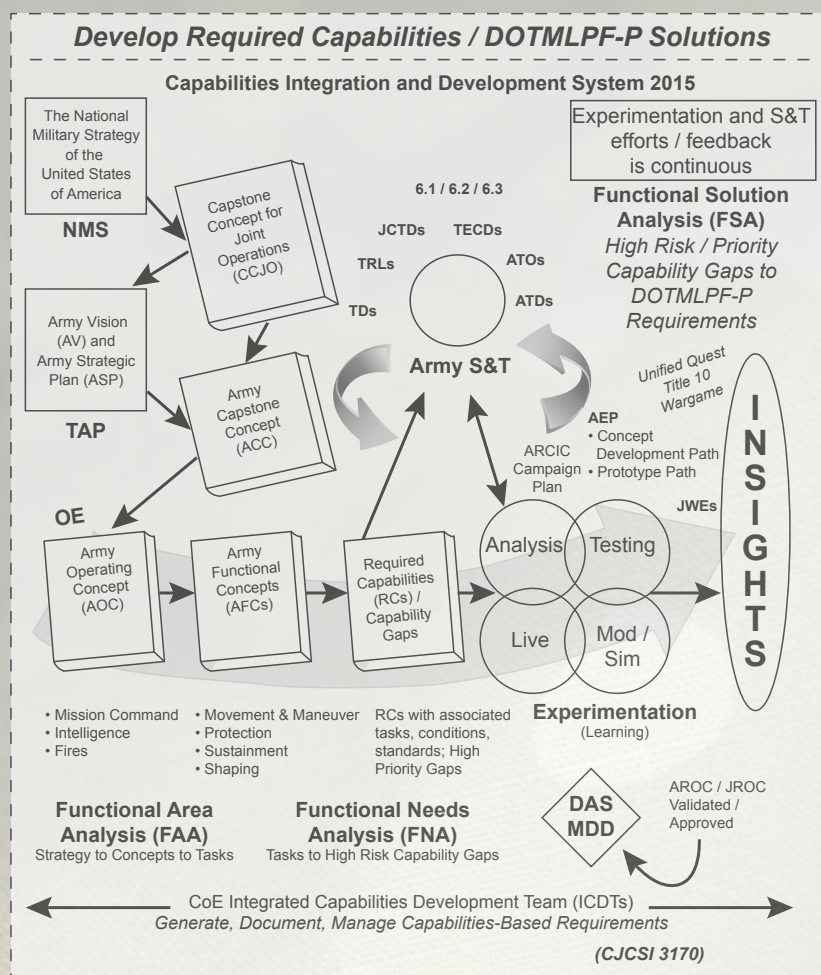 Develop Required Capabilities / DOTMLPF-P Solutions
Capabilities Integration and Development System 2015
The National
Military Strategy
of the
United States
of America
NMS
Capstone
Concept for
Joint
Operations
(CCJO)
Army Vision
(AV) and
Army Strategic
Plan (ASP)
TAP
Army
Capstone
Concept
(ACC)
6.1 / 6.2 / 6.3
JCTDs
TECDs
TRLs
ATOs
TDs
ATDs
Army S&T
Experimentation and S&T
efforts / feedback
is continuous
Functional Solution
Analysis (FSA)
High Risk / Priority
Capability Gaps to
DOTMLPF-P
Requirements
Unified Quest
Title 10
Wargame
AEP
• Concept
Development Path
• Prototype Path
ARCIC
Campaign
Plan
JWEs
INSIGHTS
OE
Army
Operating
Concept
(AOC)
Army
Functional
Concepts
(AFCs)
Required
Capabilities
(RCs) /
Capability
Gaps
Analysis
Testing
Live
Mod /
Sim
• Mission Command
• Intelligence
• Fires
• Movement & Maneuver
• Protection
• Sustainment
• Shaping
RCs with associated
tasks, conditions,
standards; High
Priority Gaps
Experimentation
(Learning)
Functional Area
Analysis (FAA)
Strategy to Concepts to Tasks
Functional Needs
Analysis (FNA)
Tasks to High Risk Capability Gaps
DAS
MDD
AROC / JROC
Validated /
Approved
CoE Integrated Capabilities Development Team (ICDTs)
Generate, Document, Manage Capabilities-Based Requirements
(CJCSI 3170)